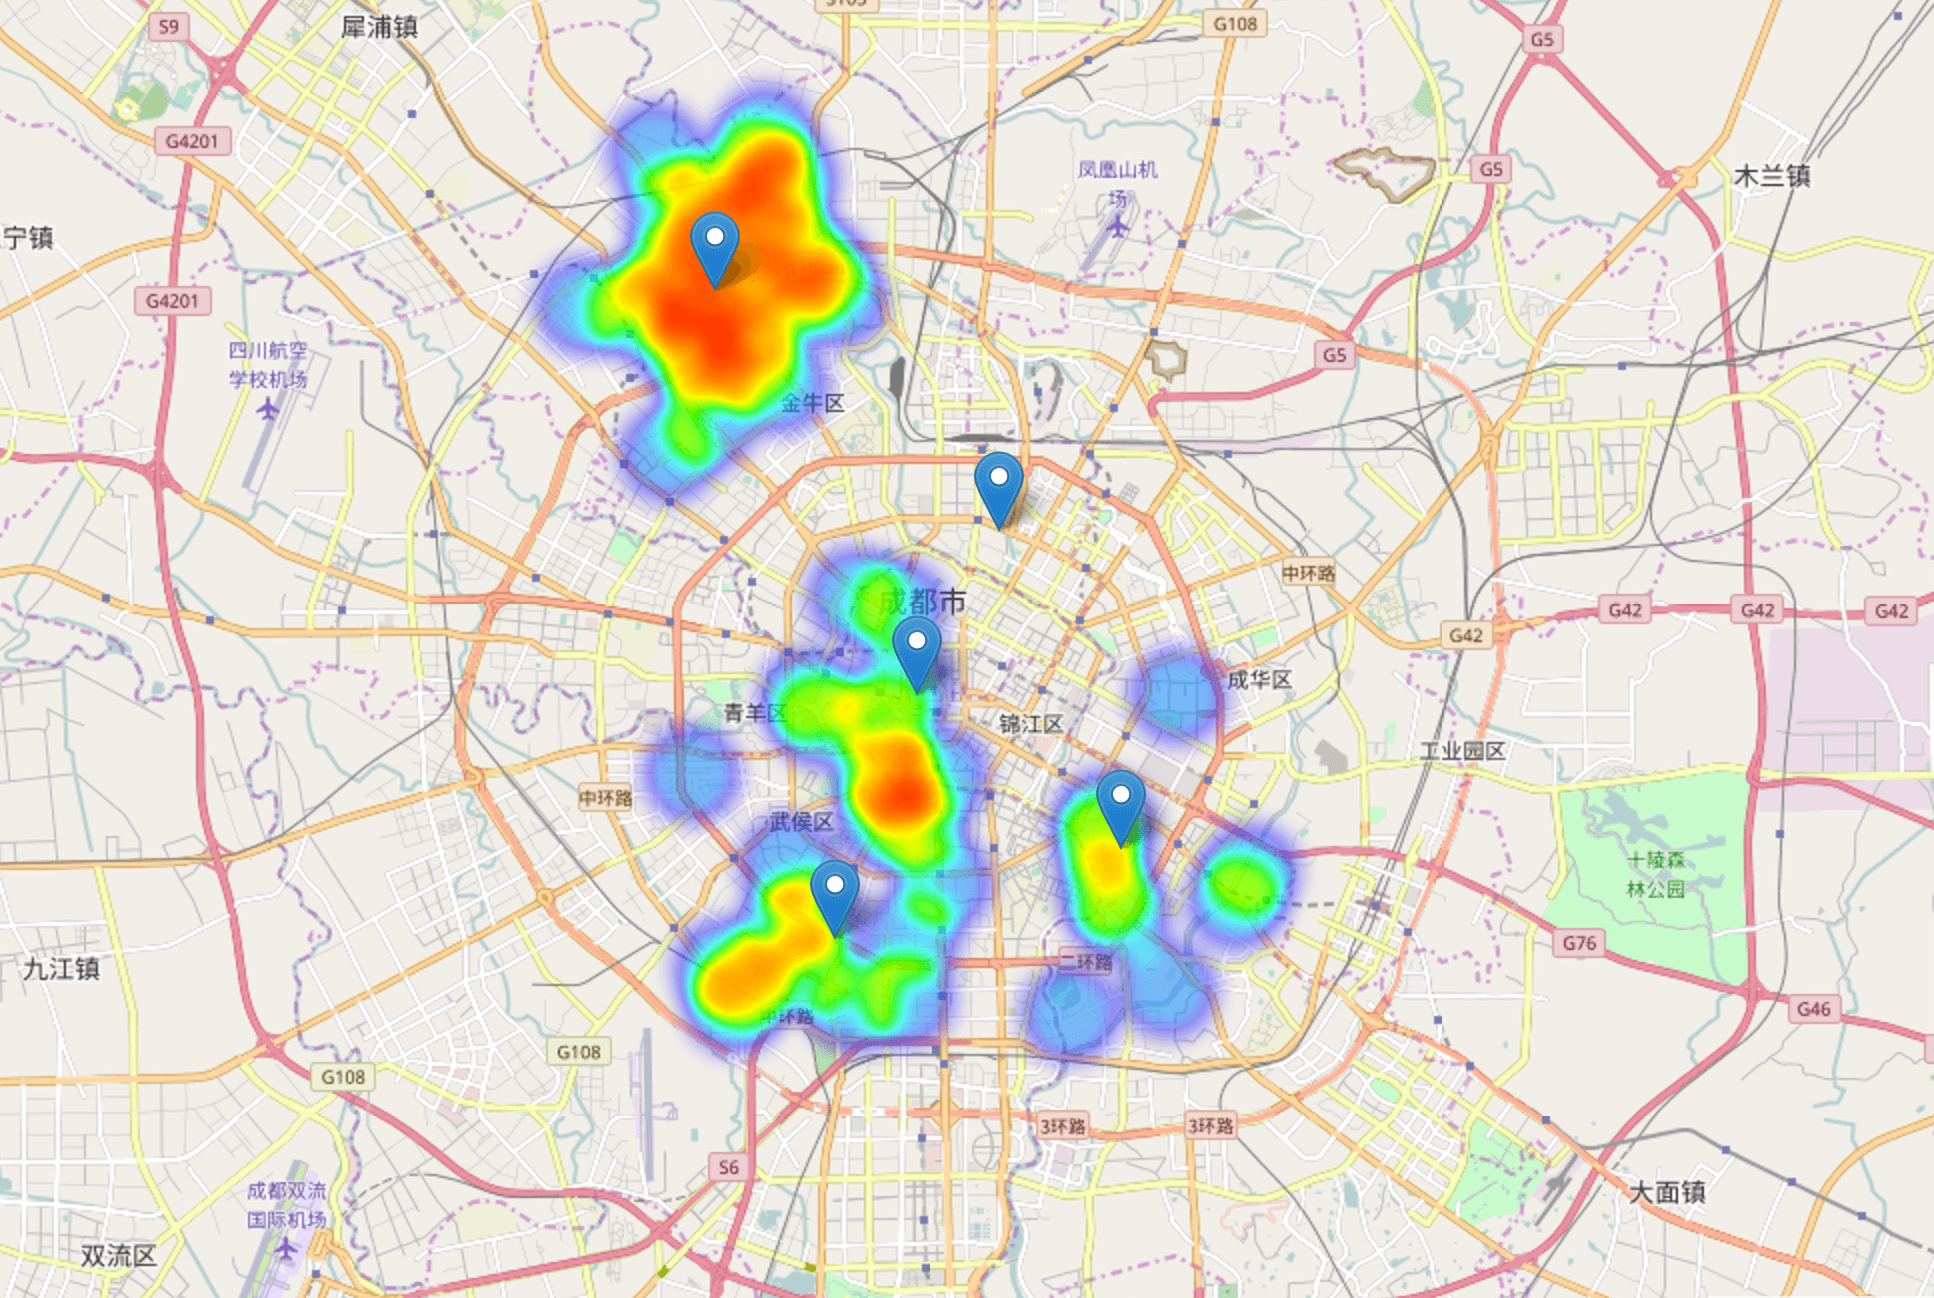 S105
S9
犀浦镇
G108
G5
G4201
凤凰山机
场
G5
木兰镇
宁镇
G4201
四川航空
学校机场
G5
金牛区
中环路
成都市
G42
G42
G42
G42
成华区
青羊区
锦江区
工业园区
中环路
武侯区
十陵森
林公园
G76
二环路
九江镇
G46
中环路
G108
G108
3环路
3环路
S6
成都双流
国际机场
大面镇
双流区